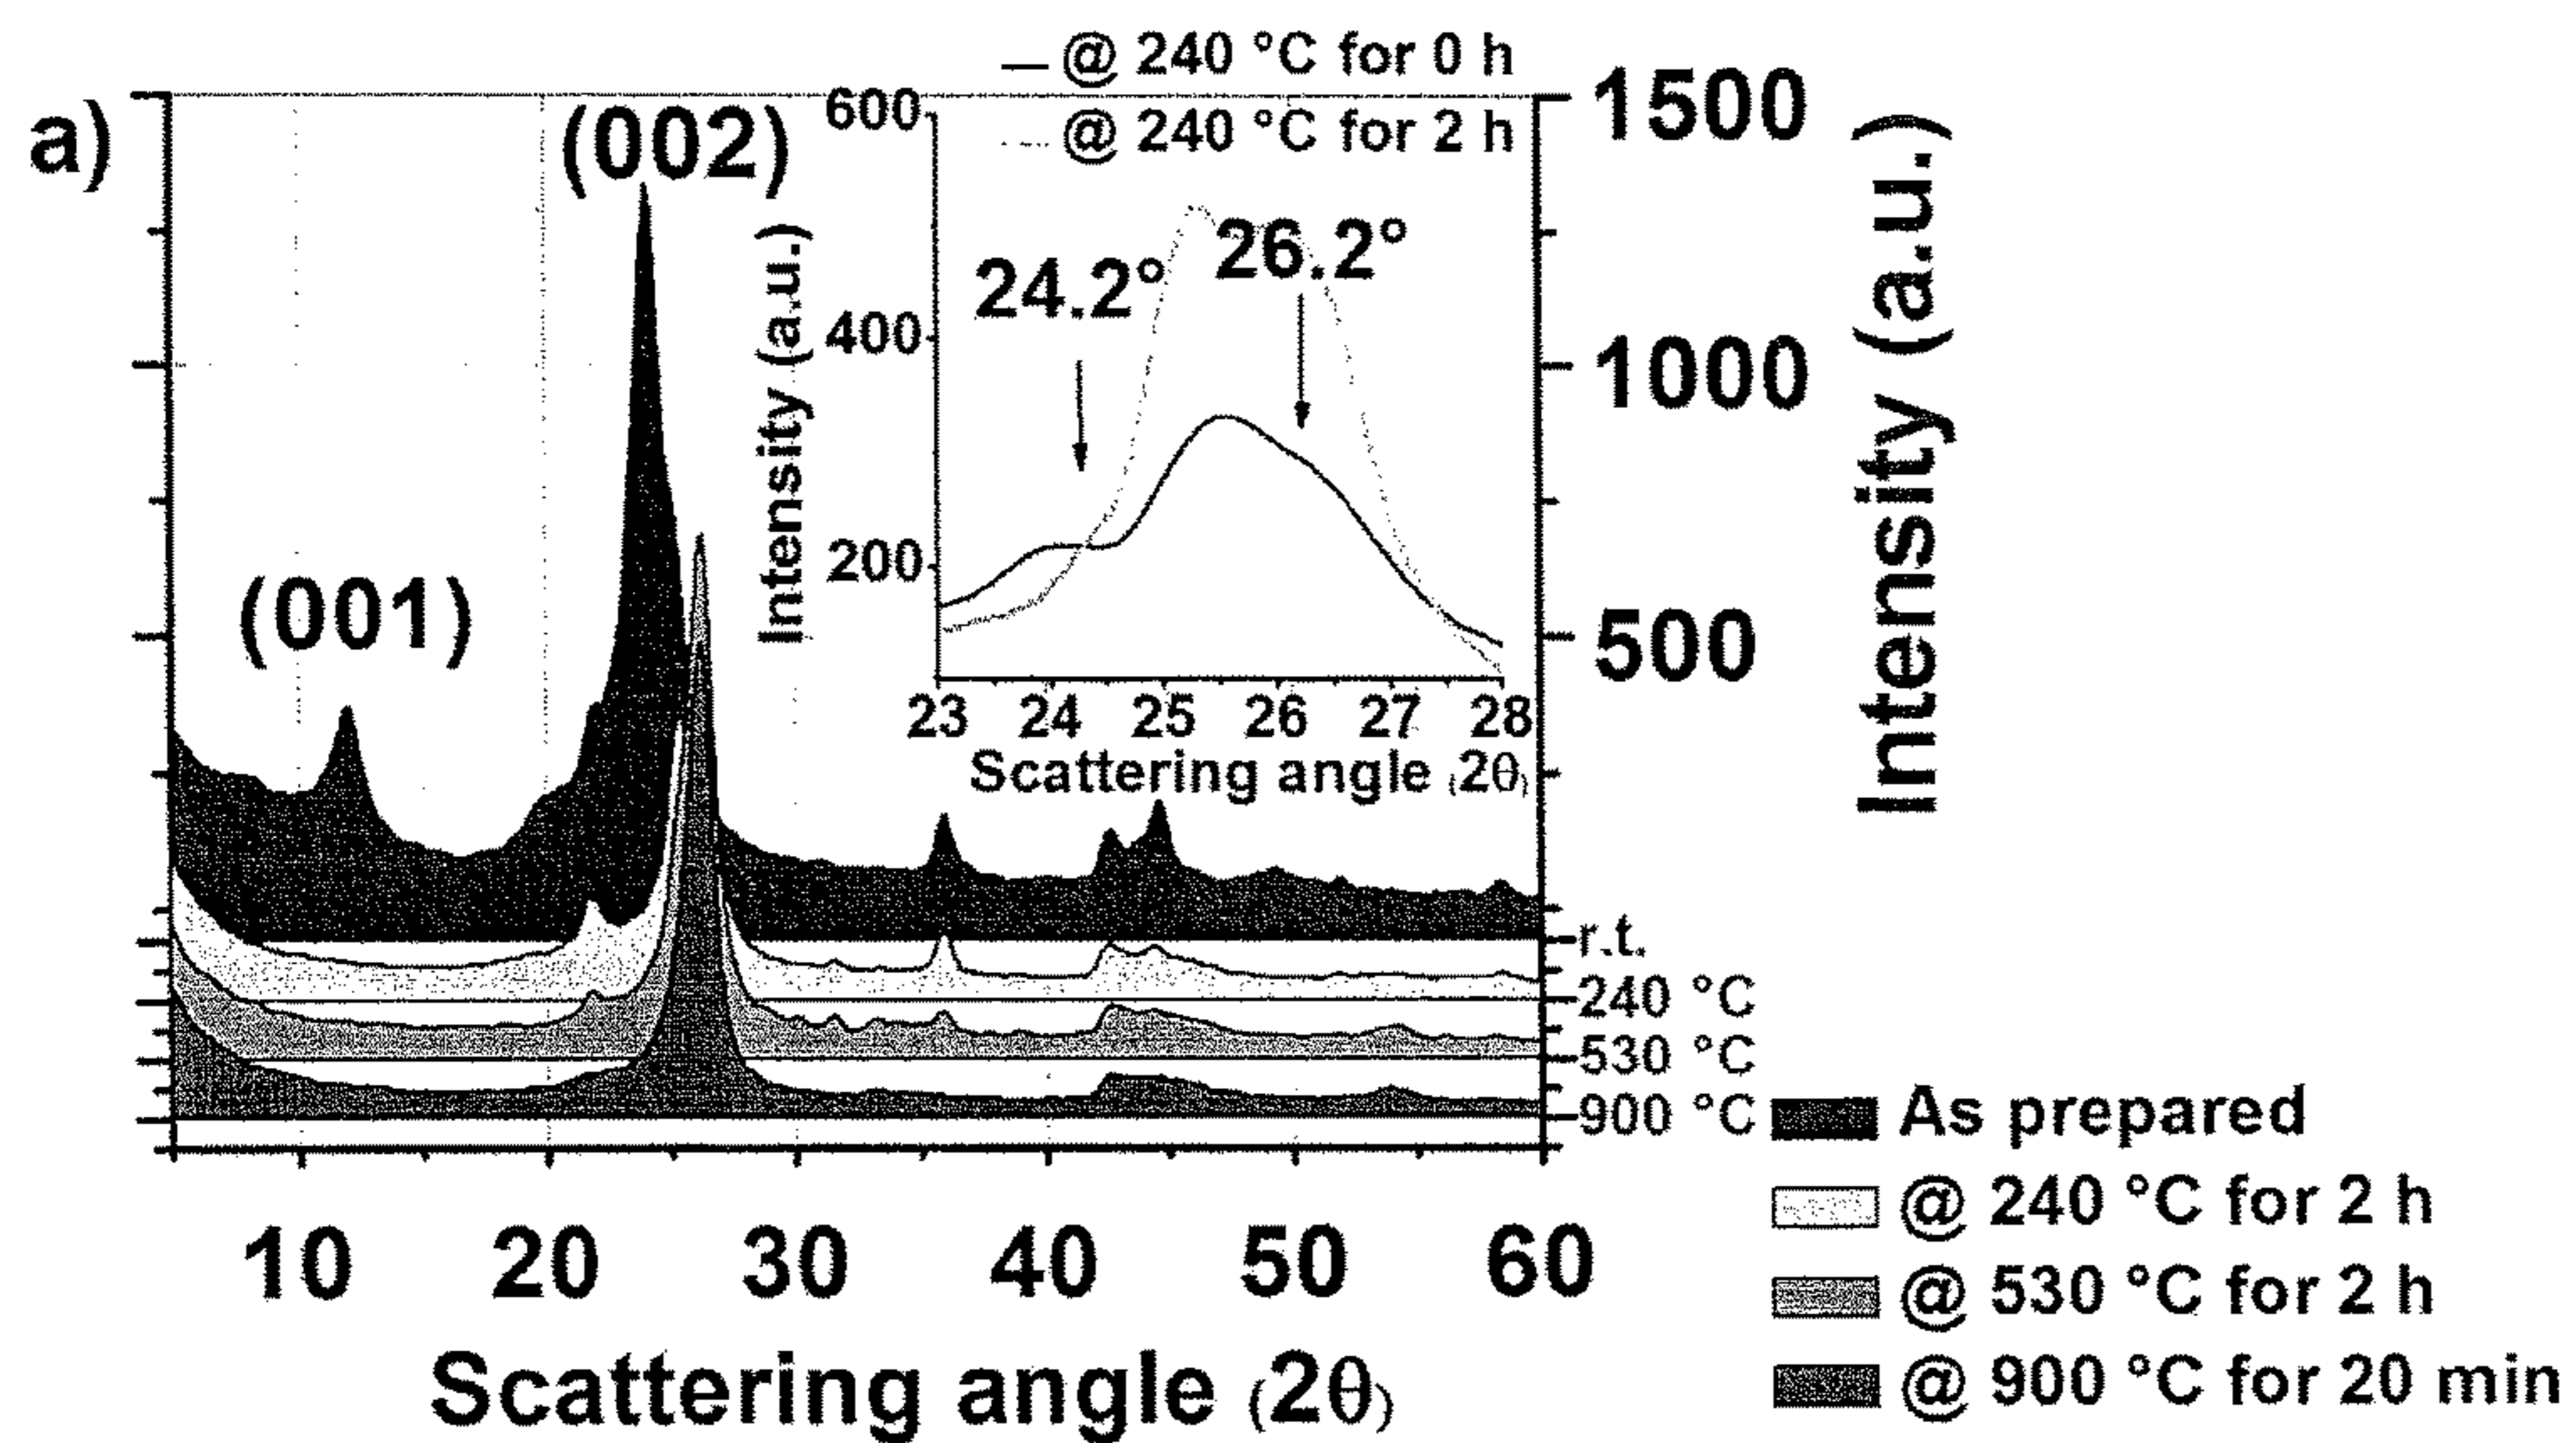 a)
(001)
(002)
— @ 240 °C for 0 h
@ 240 °C for 2 h
600
400
200
Intensity (a.u.)
24.2°
26.2°
23 24 25 26 27 28
Scattering angle (2θ)
1500
1000
500
Intensity (a.u.)
r.t.
240 °C
530 °C
900 °C
As prepared
@ 240 °C for 2 h
@ 530 °C for 2 h
@ 900 °C for 20 min
10 20 30 40 50 60
Scattering angle (2θ)